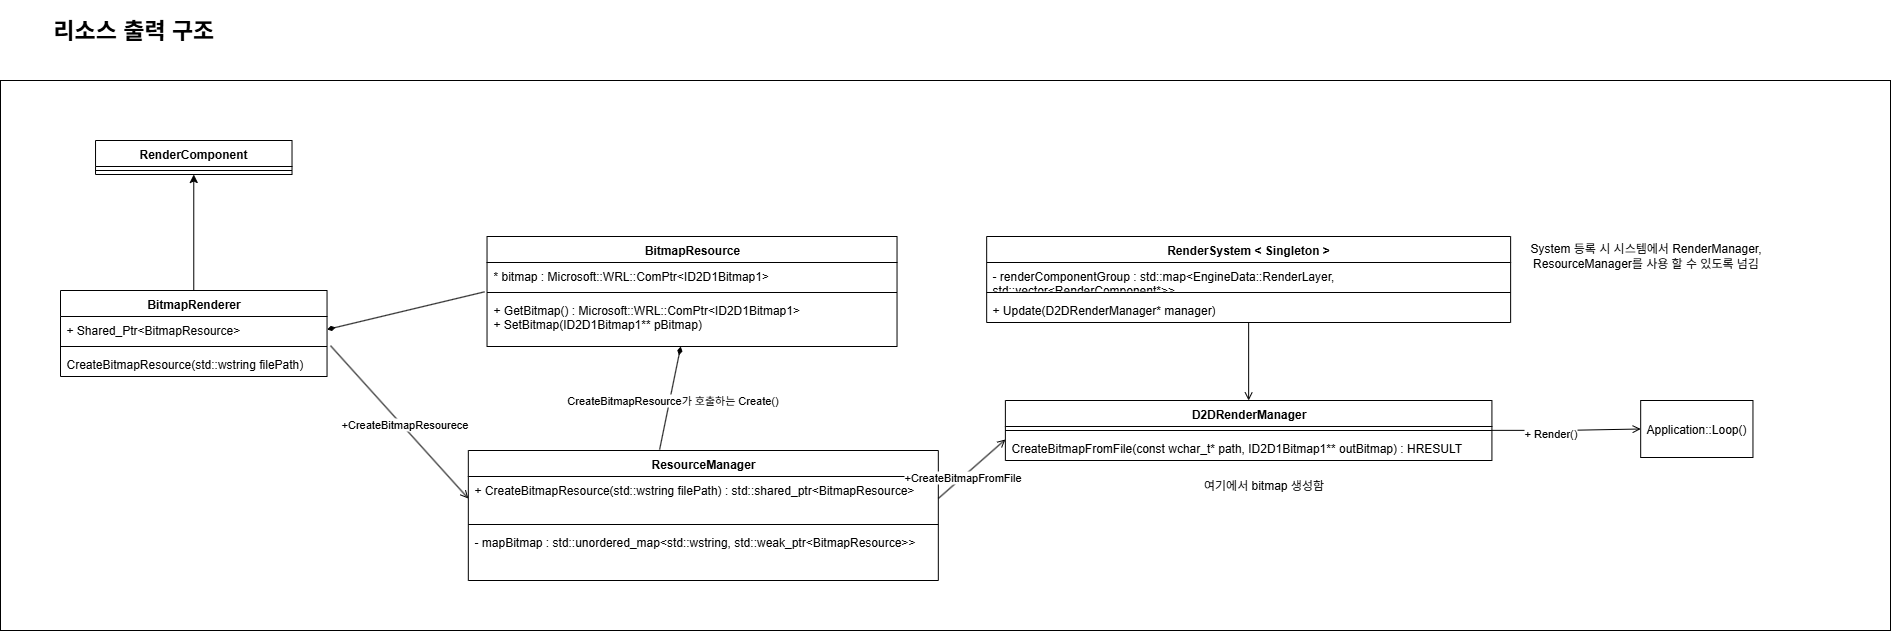 리소스 출력 구조
RenderComponent
BitmapRenderer
+ Shared_Ptr<BitmapResource>
CreateBitmapResource(std::wstring filePath)
BitmapResource
* bitmap : Microsoft::WRL::ComPtr<ID2D1Bitmap1>
+ GetBitmap() : Microsoft::WRL::ComPtr<ID2D1Bitmap1>
+ SetBitmap(ID2D1Bitmap1** pBitmap)
RenderSystem < Singleton >
- renderComponentGroup : std::map<EngineData::RenderLayer,
std::vector<RenderComponent*>>
+ Update(D2DRenderManager* manager)
System 등록 시 시스템에서 RenderManager,
ResourceManager를 사용 할 수 있도록 넘김
CreateBitmapResource가 호출하는 Create()
+CreateBitmapResourece
ResourceManager
+ CreateBitmapResource(std::wstring filePath) : std::shared_ptr<BitmapResource>
- mapBitmap : std::unordered_map<std::wstring, std::weak_ptr<BitmapResource>>
+CreateBitmapFromFile
D2DRenderManager
CreateBitmapFromFile(const wchar_t* path, ID2D1Bitmap1** outBitmap) : HRESULT
여기에서 bitmap 생성함
+ Render()
Application::Loop()